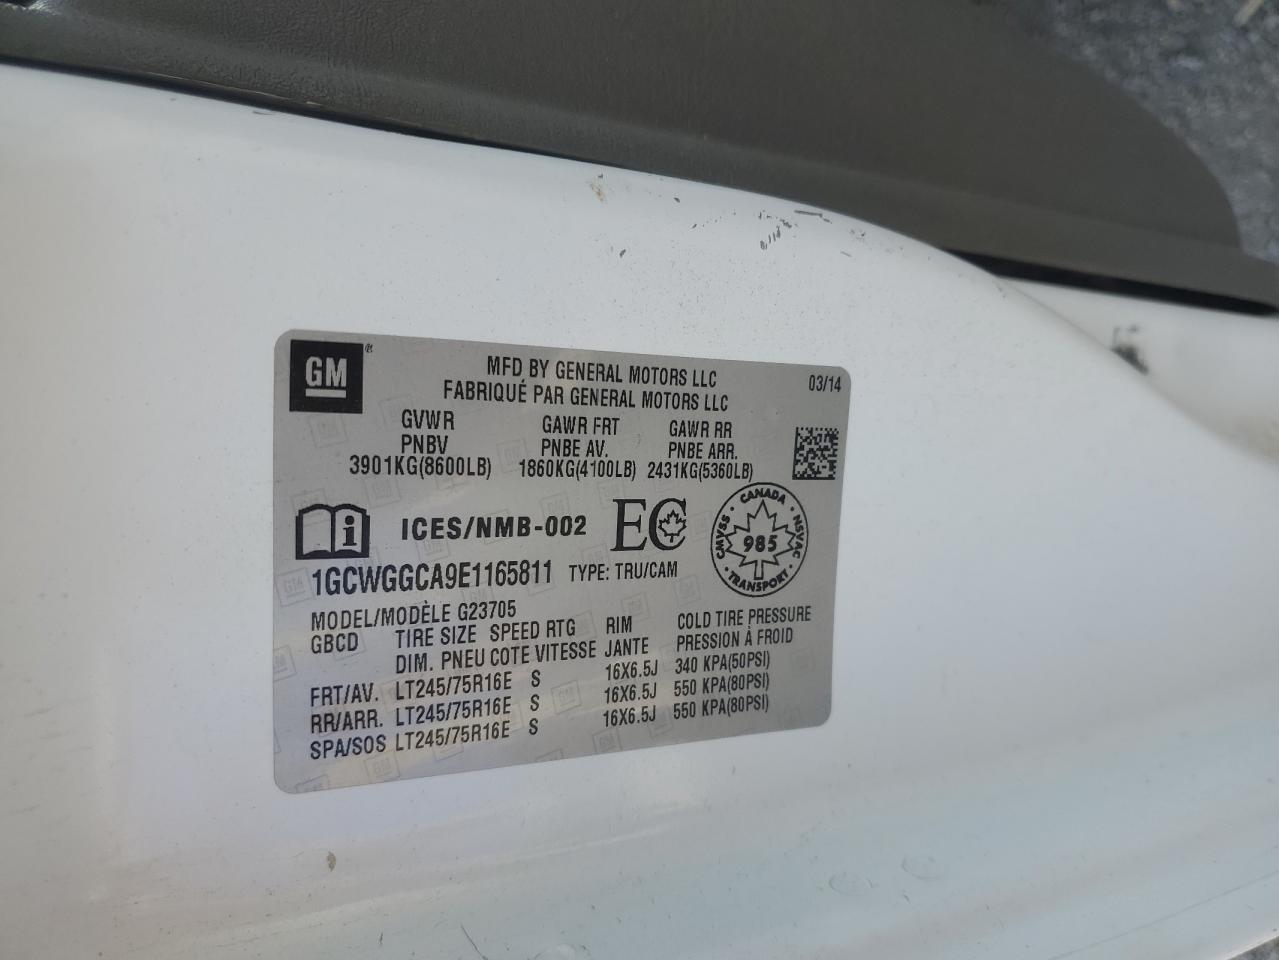 GM
MFD BY GENERAL MOTORS LLC
FABRIQUÉ PAR GENERAL MOTORS LLC
03/14
GVWR GAWR FRT GAWR RR
PNBV PNBE AV. PNBE ARR.
3901KG(8600LB) 1860KG(4100LB) 2431KG(5360LB)
ICES/NMB-002 EC
CANADA
CMVSS 985 NSVAC
TRANSPORT
1GCWGGCA9E1165811 TYPE: TRU/CAM
MODEL/MODÈLE G23705
GBCD TIRE SIZE SPEED RTG RIM COLD TIRE PRESSURE
DIM. PNEU COTE VITESSE JANTE PRESSION À FROID
FRT/AV. LT245/75R16E S 16X6.5J 340 KPA(50PSI)
RR/ARR. LT245/75R16E S 16X6.5J 550 KPA(80PSI)
SPA/SOS LT245/75R16E S 16X6.5J 550 KPA(80PSI)